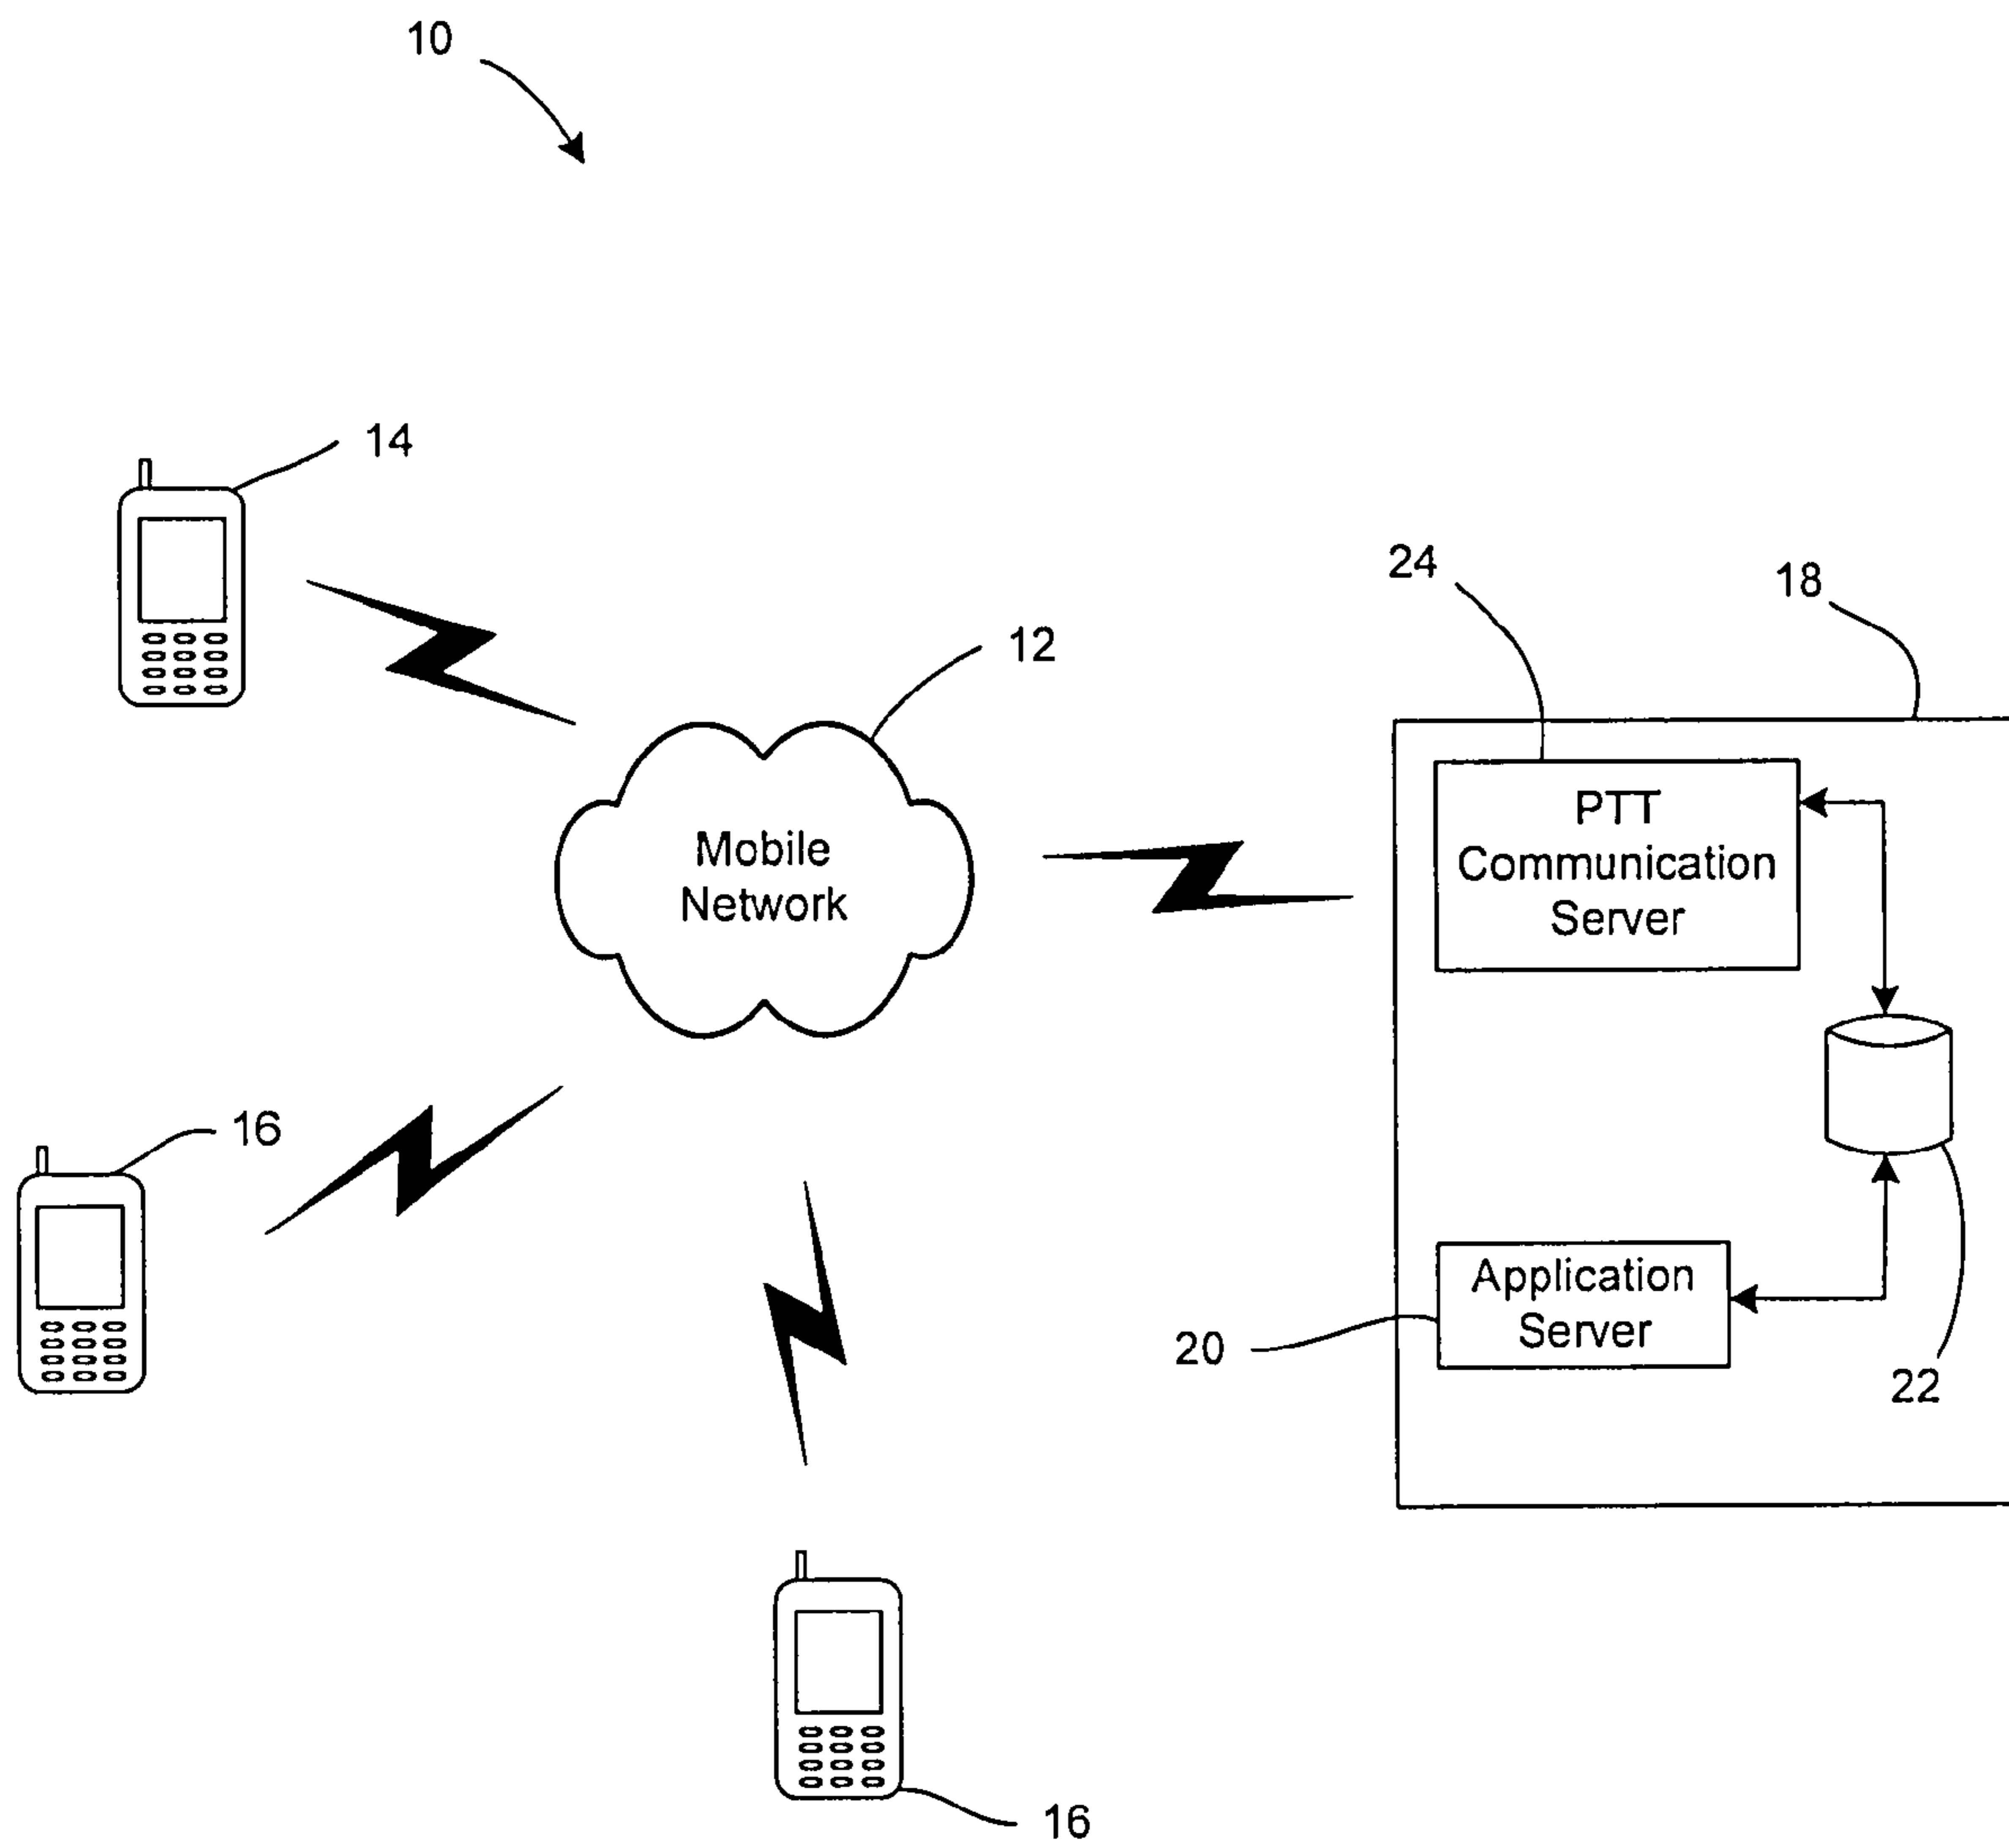 10
14
24
18
12
PTT
Communication
Server
Mobile
Network
16
Application
Server
20
22
16